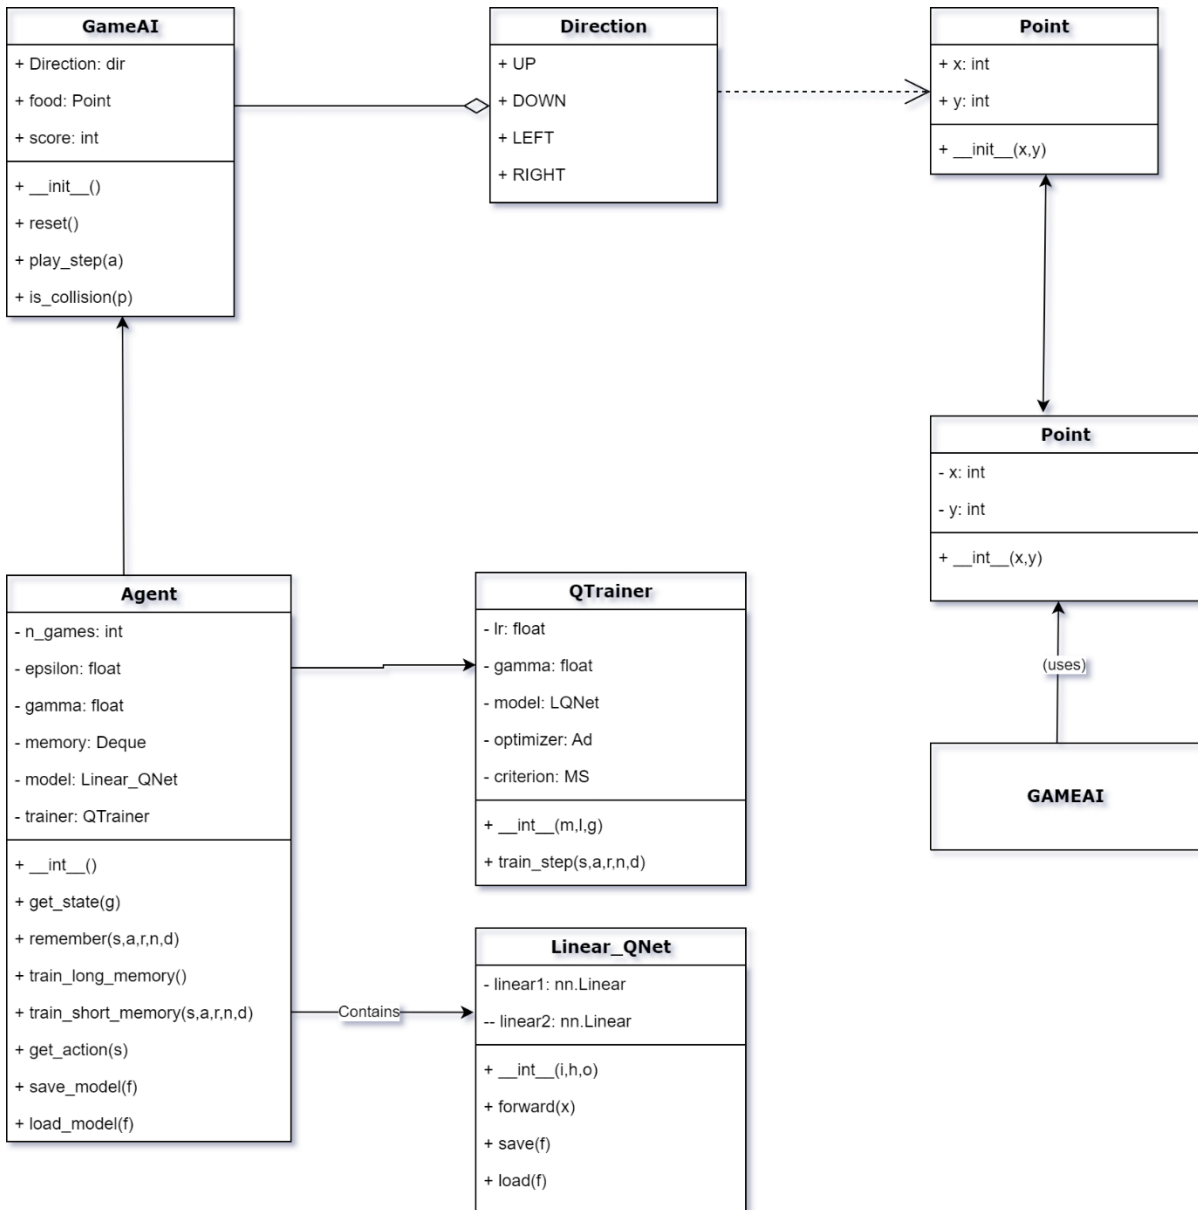 GameAI
+ Direction: dir
+ food: Point
+ score: int
+ __init__()
+ reset()
+ play_step(a)
+ is_collision(p)
Direction
+ UP
+ DOWN
+ LEFT
+ RIGHT
Point
+ x: int
+ y: int
+ __init__(x,y)
Point
- x: int
- y: int
+ __int__(x,y)
(uses)
GAMEAI
Agent
- n_games: int
- epsilon: float
- gamma: float
- memory: Deque
- model: Linear_QNet
- trainer: QTrainer
+ __int__()
+ get_state(g)
+ remember(s,a,r,n,d)
+ train_long_memory()
+ train_short_memory(s,a,r,n,d)
+ get_action(s)
+ save_model(f)
+ load_model(f)
QTrainer
- lr: float
- gamma: float
- model: LQNet
- optimizer: Ad
- criterion: MS
+ __int__(m,l,g)
+ train_step(s,a,r,n,d)
Contains
Linear_QNet
- linear1: nn.Linear
-- linear2: nn.Linear
+ __int__(i,h,o)
+ forward(x)
+ save(f)
+ load(f)